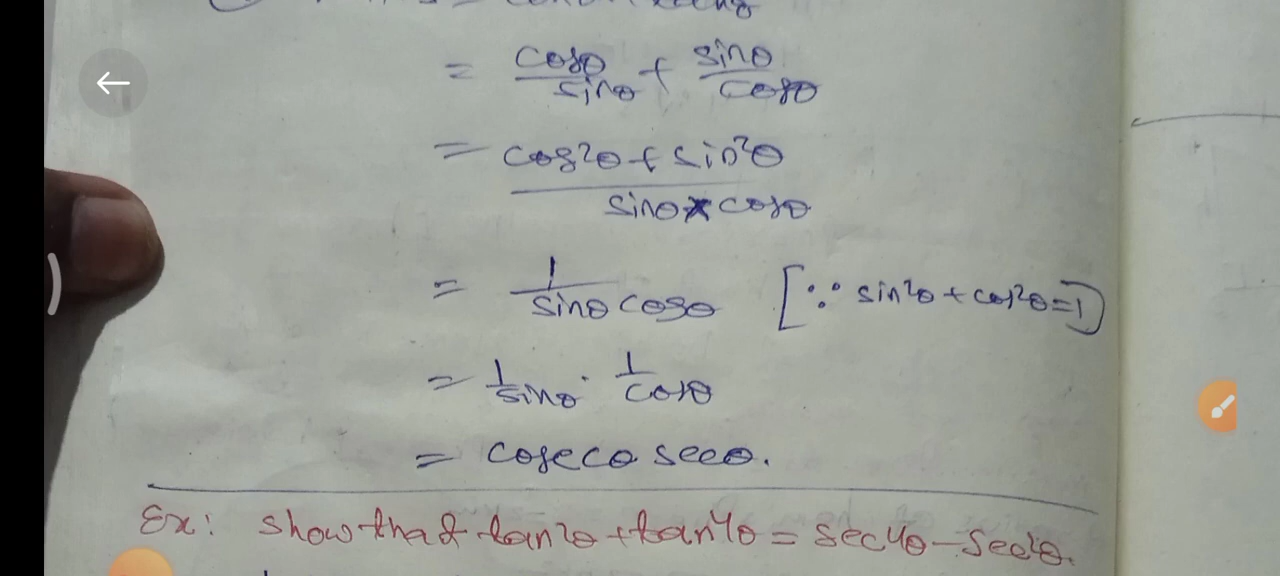 = cosθ/sinθ + sinθ/cosθ
= cos²θ + sin²θ / sinθ × cosθ
= 1/sinθ cosθ [∵ sin²θ + cos²θ = 1]
= 1/sinθ · 1/cosθ
= cosecθ secθ.
Ex: show that tan²θ + tan⁴θ = sec⁴θ - sec²θ.